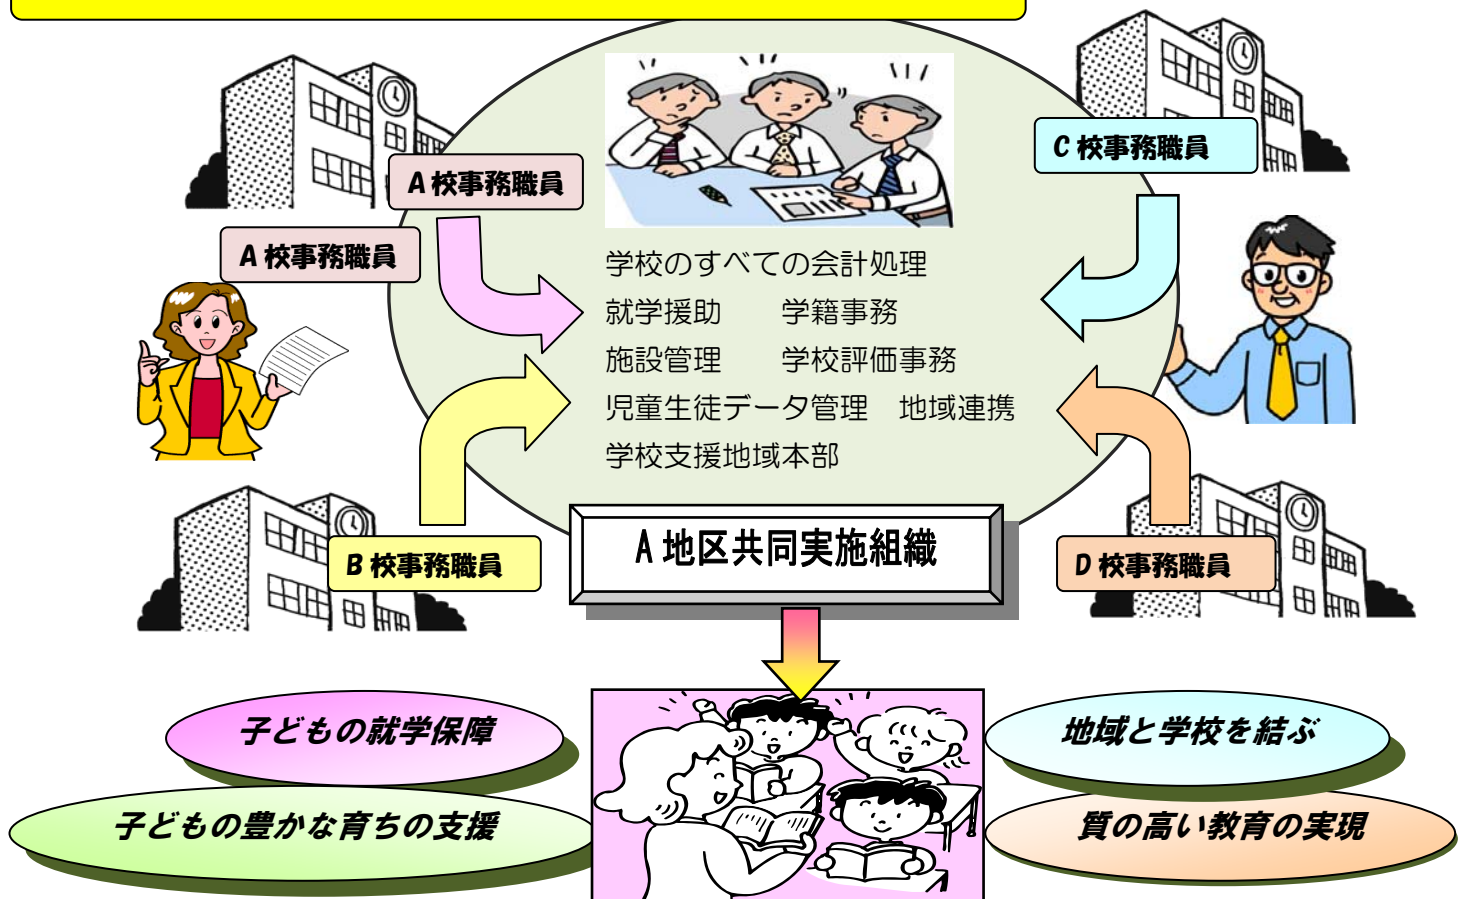 A 校事務職員
C 校事務職員
A 校事務職員
学校のすべての会計処理
就学援助　　学籍事務
施設管理　　学校評価事務
児童生徒データ管理　地域連携
学校支援地域本部
A 地区共同実施組織
B 校事務職員
D 校事務職員
子どもの就学保障
地域と学校を結ぶ
子どもの豊かな育ちの支援
質の高い教育の実現